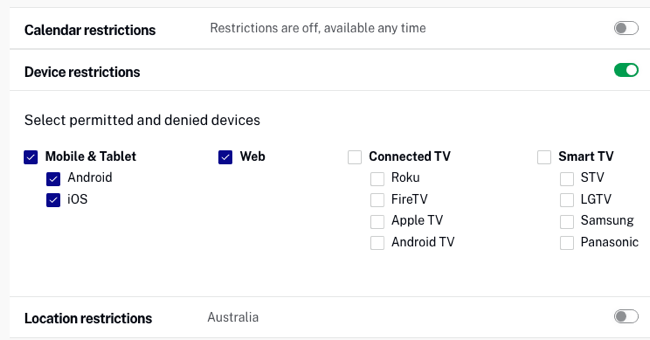 Calendar restrictions Restrictions are off, available any time
Device restrictions
Select permitted and denied devices
Mobile & Tablet Web Connected TV Smart TV
Android Roku STV
iOS FireTV LGTV
Apple TV Samsung
Android TV Panasonic
Location restrictions Australia